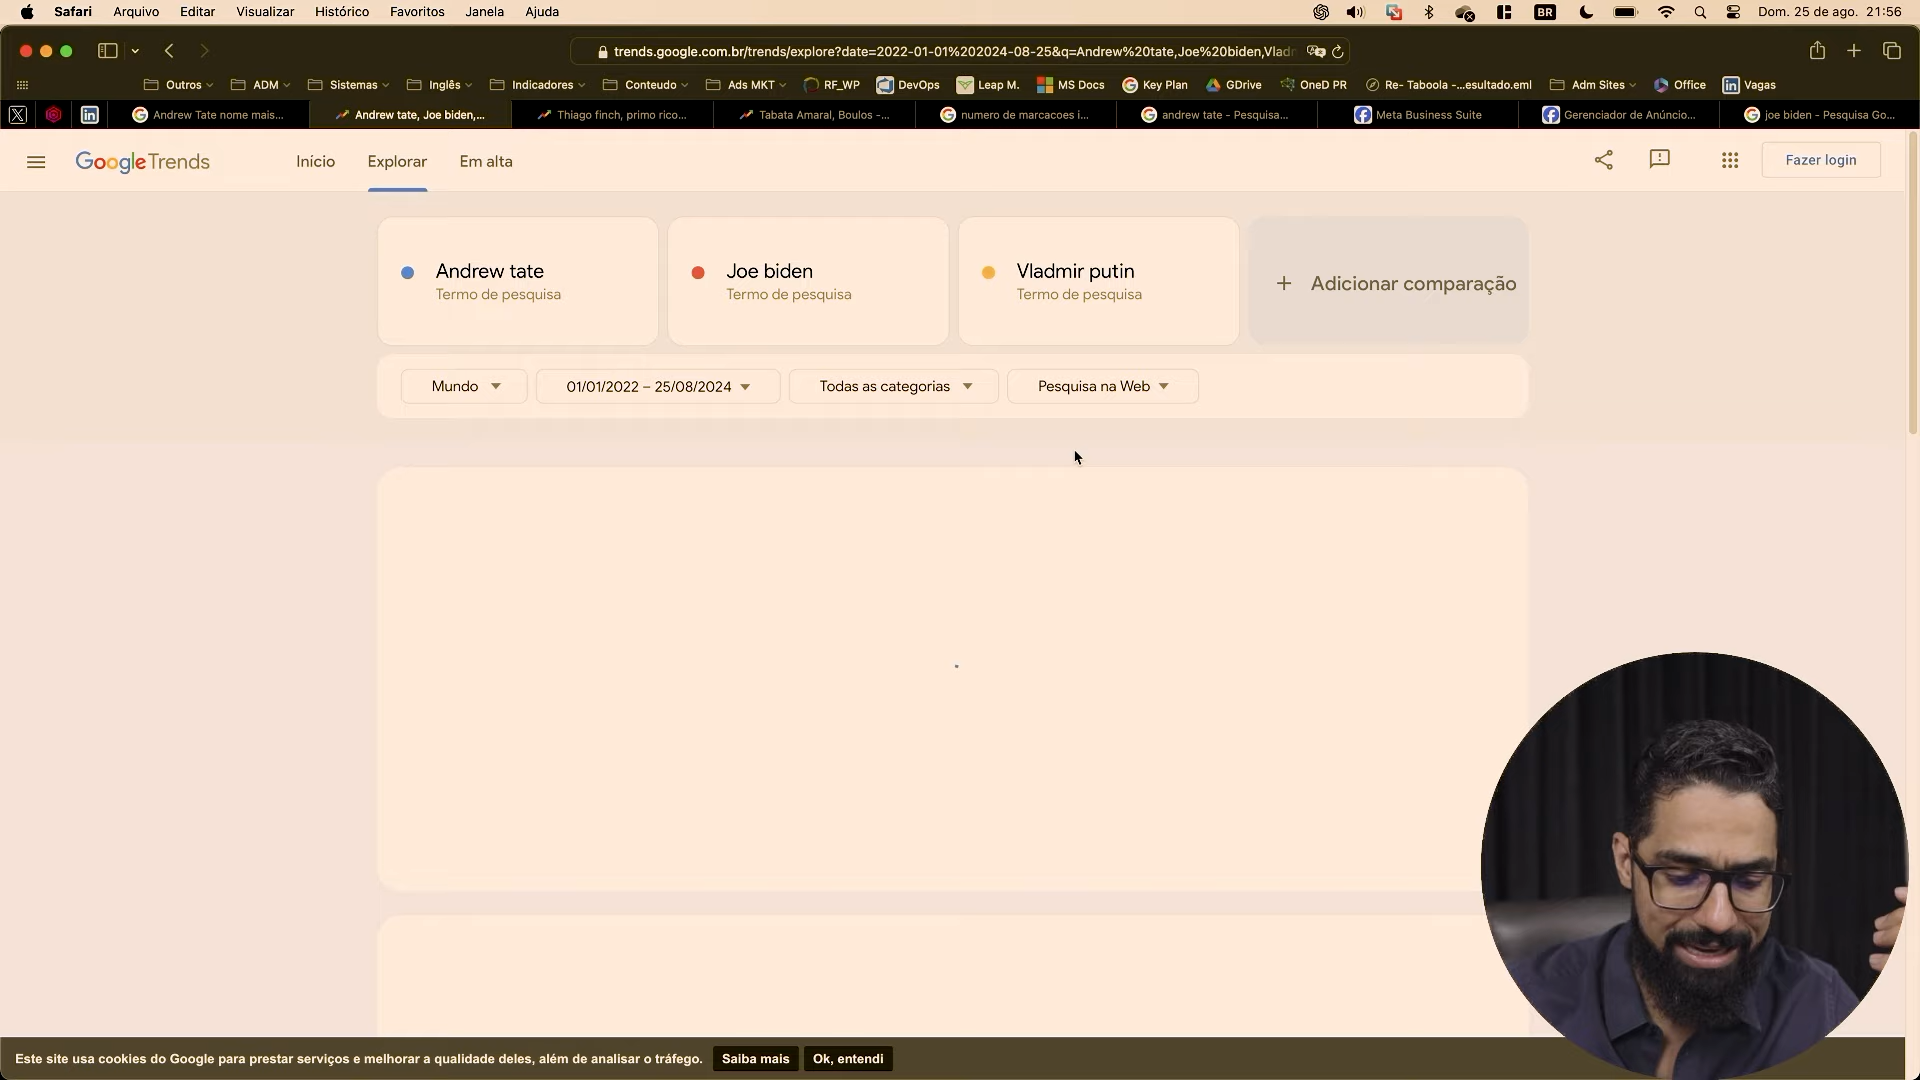 Safari Arquivo Editar Visualizar Histórico Favoritos Janela Ajuda BR Dom. 25 de ago. 21:56
trends.google.com.br/trends/explore?date=2022-01-01%202024-08-25&q=Andrew%20tate,Joe%20biden,Vladm
Outros ADM Sistemas Inglês Indicadores Conteudo Ads MKT RF_WP DevOps Leap M. MS Docs Key Plan GDrive OneD PR Re- Taboola -...esultado.eml Adm Sites Office Vagas
Andrew Tate nome mais... Andrew tate, Joe biden,... Thiago finch, primo rico... Tabata Amaral, Boulos -... numero de marcacoes i... andrew tate - Pesquisa... Meta Business Suite Gerenciador de Anúncio... joe biden - Pesquisa Go...
Google Trends Início Explorar Em alta Fazer login
Andrew tate
Termo de pesquisa
Joe biden
Termo de pesquisa
Vladmir putin
Termo de pesquisa
+ Adicionar comparação
Mundo 01/01/2022 – 25/08/2024 Todas as categorias Pesquisa na Web
Este site usa cookies do Google para prestar serviços e melhorar a qualidade deles, além de analisar o tráfego. Saiba mais Ok, entendi